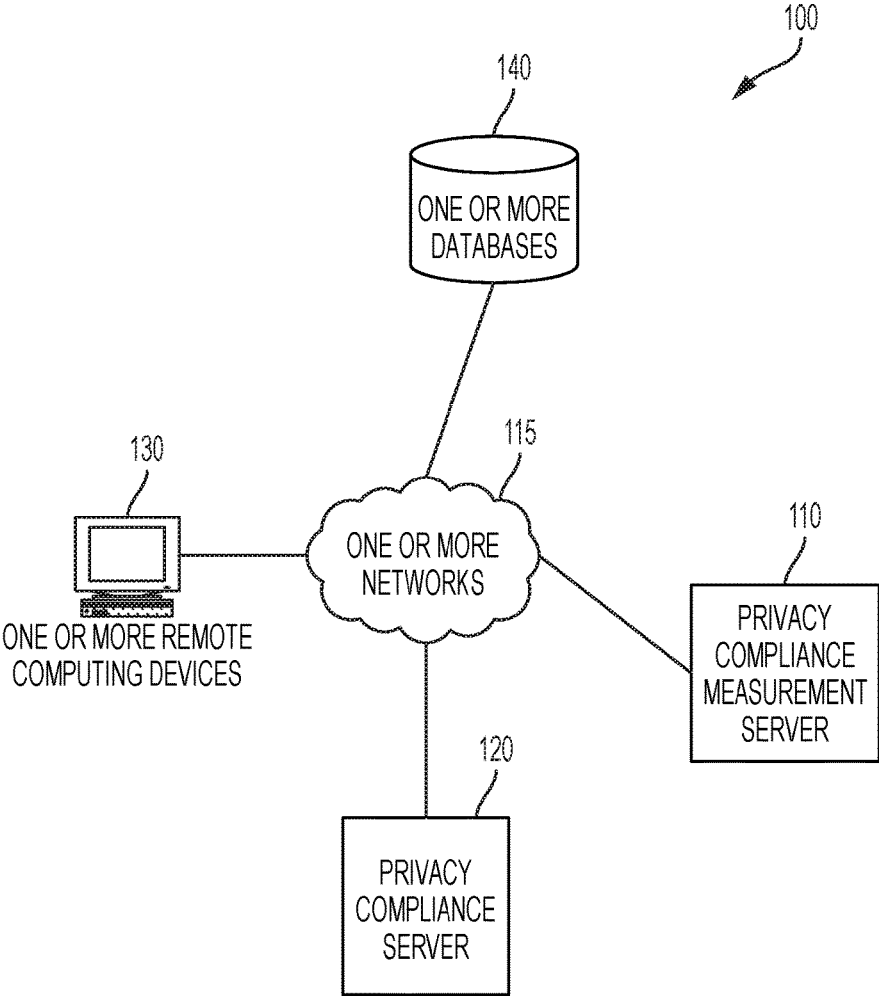 100
140
ONE OR MORE
DATABASES
115
130
ONE OR MORE
NETWORKS
110
ONE OR MORE REMOTE
COMPUTING DEVICES
PRIVACY
COMPLIANCE
MEASUREMENT
SERVER
120
PRIVACY
COMPLIANCE
SERVER